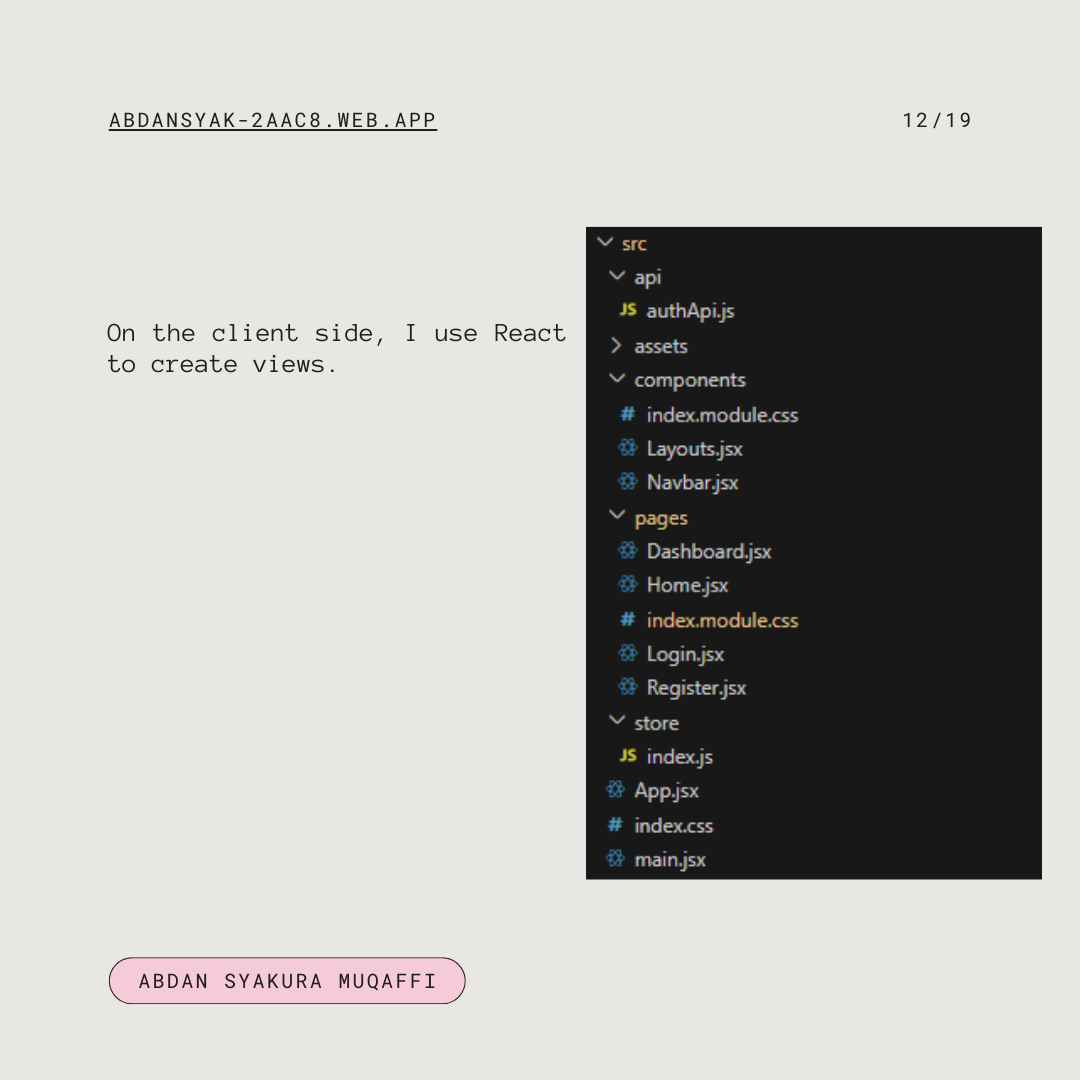 ABDANSYAK-2AAC8.WEB.APP
12/19
On the client side, I use React
to create views.
src
api
JS authApi.js
assets
components
# index.module.css
Layouts.jsx
Navbar.jsx
pages
Dashboard.jsx
Home.jsx
# index.module.css
Login.jsx
Register.jsx
store
JS index.js
App.jsx
# index.css
main.jsx
ABDAN SYAKURA MUQAFFI